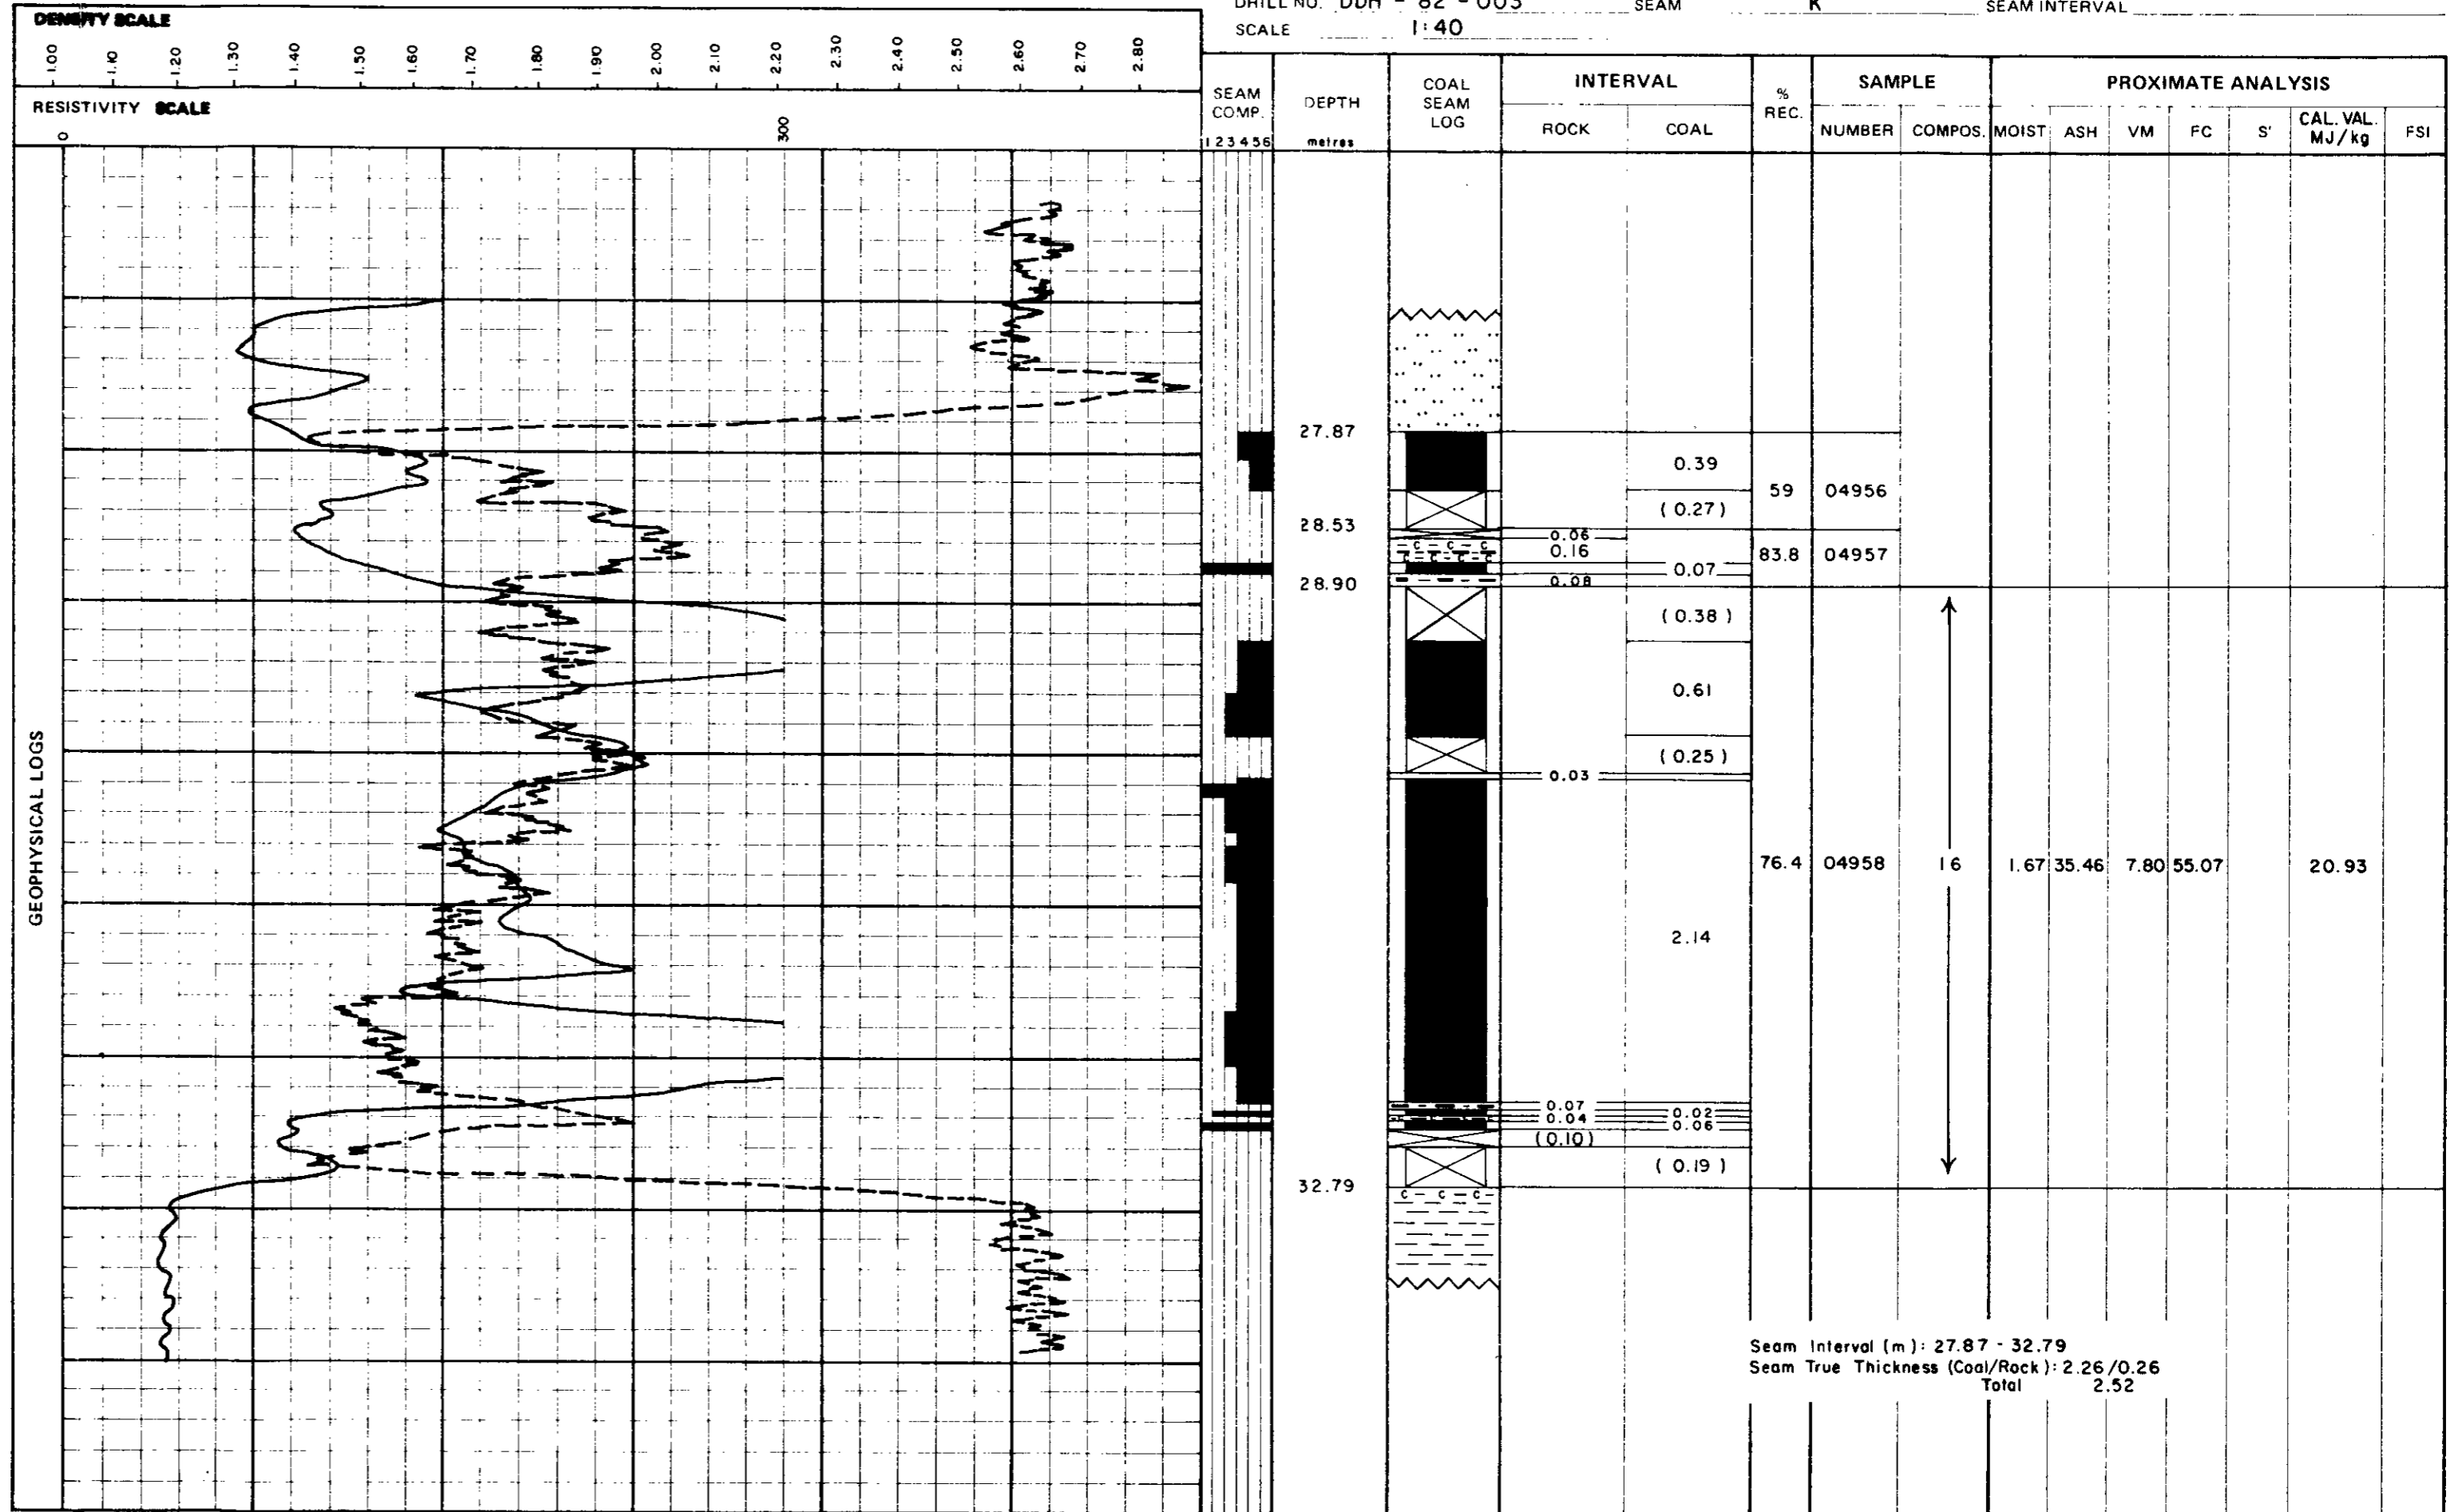 DRILL NO. DDH - 82 - 003 SEAM K SEAM INTERVAL
SCALE 1:40
DENSITY SCALE
1.00 1.10 1.20 1.30 1.40 1.50 1.60 1.70 1.80 1.90 2.00 2.10 2.20 2.30 2.40 2.50 2.60 2.70 2.80
RESISTIVITY SCALE
0 300
GEOPHYSICAL LOGS
SEAM COMP.
1 2 3 4 5 6
DEPTH
metres
COAL SEAM LOG
INTERVAL
ROCK COAL
% REC.
SAMPLE
NUMBER COMPOS.
PROXIMATE ANALYSIS
MOIST ASH VM FC S' CAL. VAL. MJ/kg FSI
27.87
0.39
59 04956
(0.27)
28.53
0.06
C - C - C
0.16
83.8 04957
C - C - C - C
0.07
0.08
28.90
(0.38)
0.61
(0.25)
0.03
76.4 04958 16 1.67 35.46 7.80 55.07 20.93
2.14
0.07
0.02
0.04
0.06
(0.10)
(0.19)
32.79
C - C - C -
Seam Interval (m): 27.87 - 32.79
Seam True Thickness (Coal/Rock): 2.26/0.26
Total 2.52